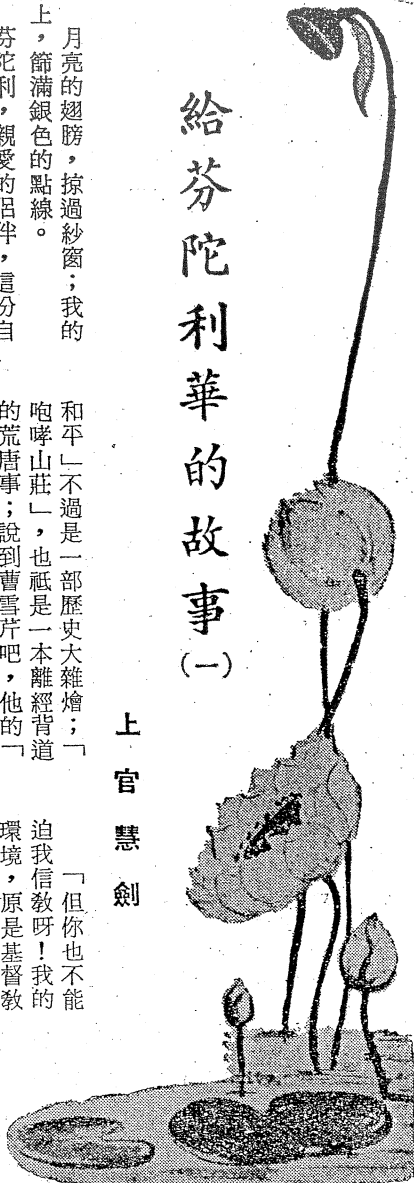 給芬陀利華的故事(一)
上官慧劍
月亮的翅膀，掠過紗窗；我的
上，篩滿銀色的點線。
芬陀利，親愛的侶伴，這分自
和平」不過是一部歷史大雜燴；「
咆哮山莊」，也祇是一本離經背道
的荒唐事；說到曹雪芹吧，他的「
「但你也不能
迫我信教呀！我的
環境，原是基督教